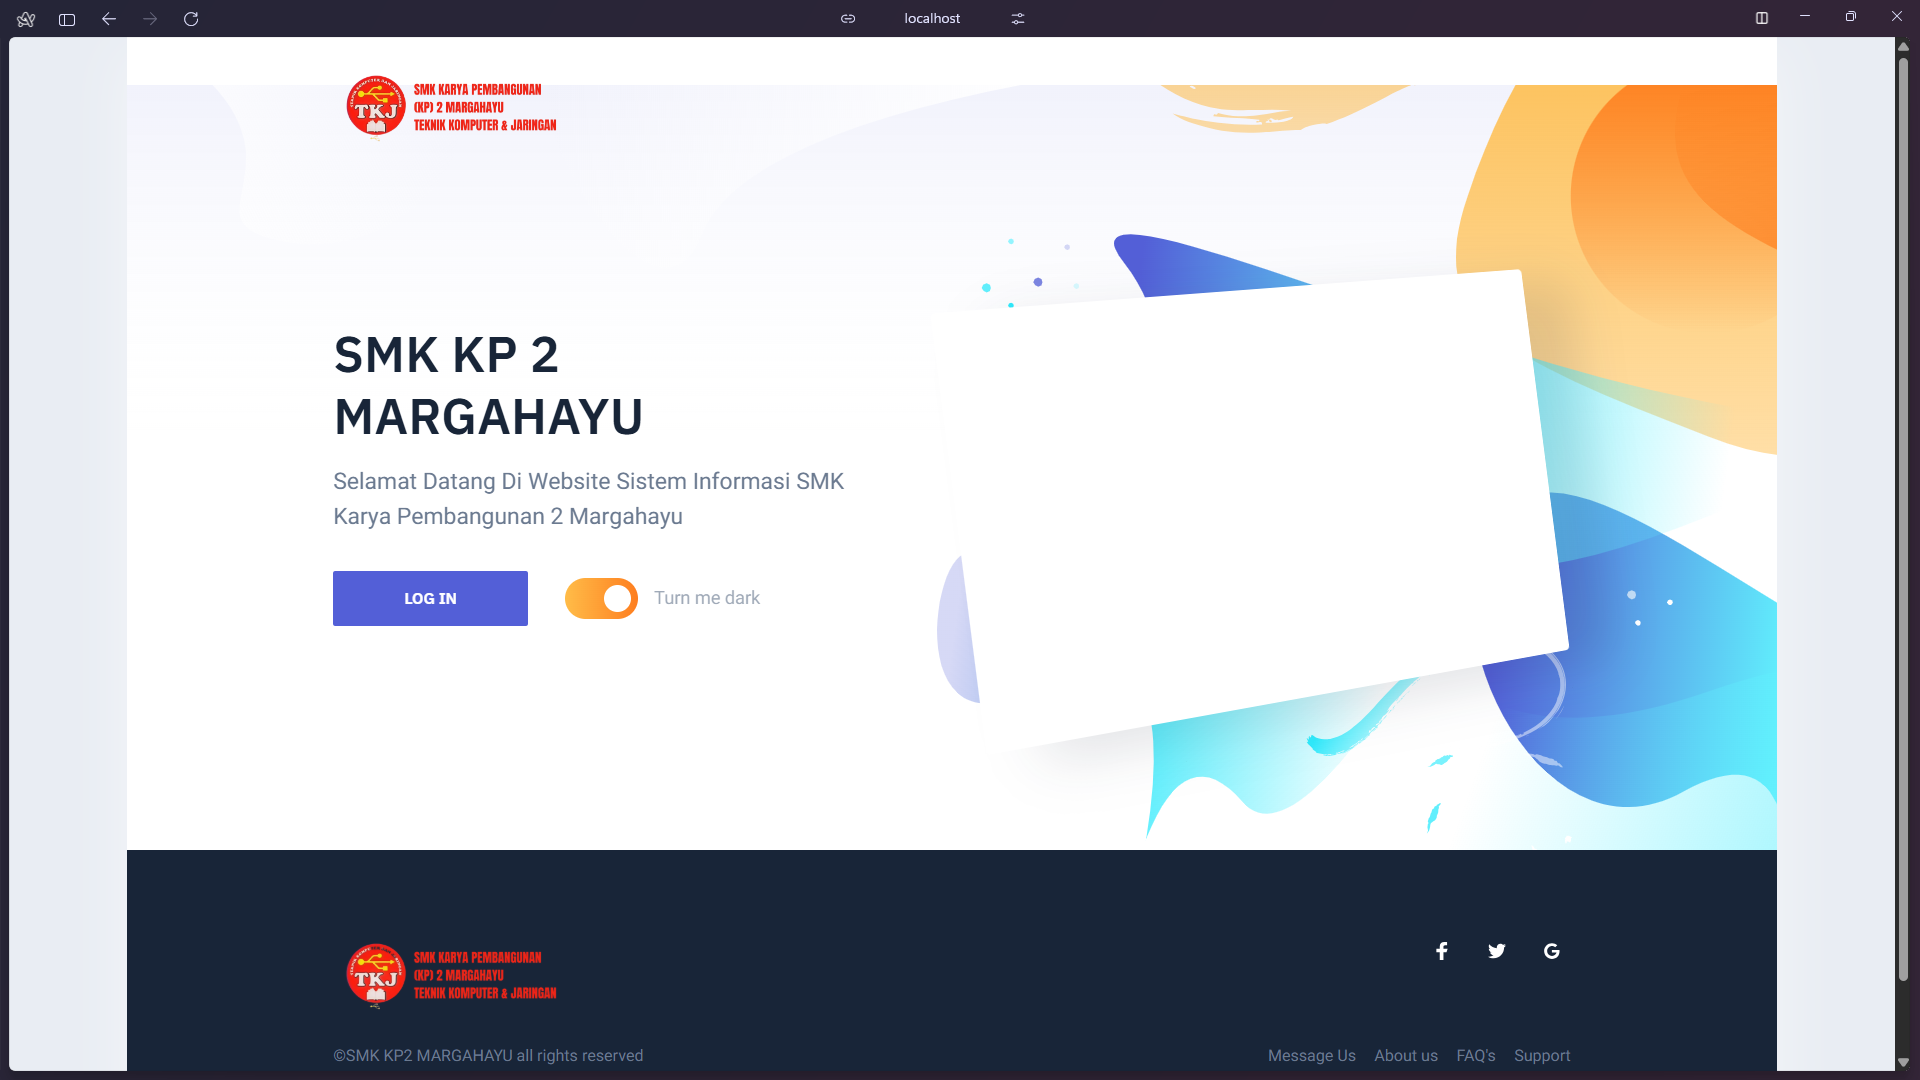 localhost
TKJ
SMK KARYA PEMBANGUNAN
(KP) 2 MARGAHAYU
TEKNIK KOMPUTER & JARINGAN
SMK KP 2
MARGAHAYU
Selamat Datang Di Website Sistem Informasi SMK
Karya Pembangunan 2 Margahayu
LOG IN
Turn me dark
TKJ
SMK KARYA PEMBANGUNAN
(KP) 2 MARGAHAYU
TEKNIK KOMPUTER & JARINGAN
©SMK KP2 MARGAHAYU all rights reserved
Message Us About us FAQ's Support